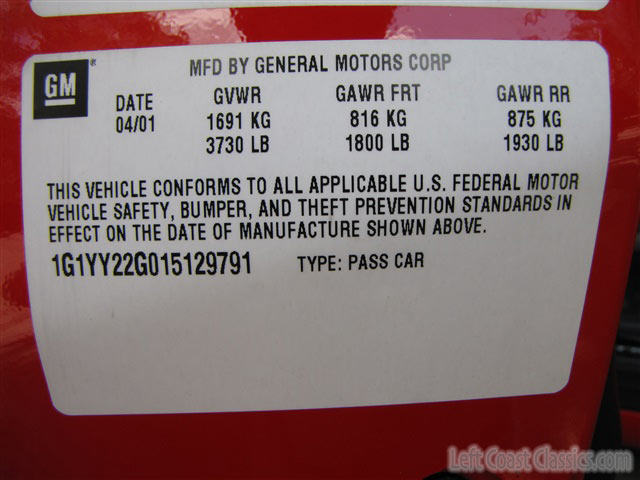 GM
MFD BY GENERAL MOTORS CORP
DATE GVWR GAWR FRT GAWR RR
04/01 1691 KG 816 KG 875 KG
3730 LB 1800 LB 1930 LB
THIS VEHICLE CONFORMS TO ALL APPLICABLE U.S. FEDERAL MOTOR
VEHICLE SAFETY, BUMPER, AND THEFT PREVENTION STANDARDS IN
EFFECT ON THE DATE OF MANUFACTURE SHOWN ABOVE.
1G1YY22G015129791 TYPE: PASS CAR
Left Coast Classics.com